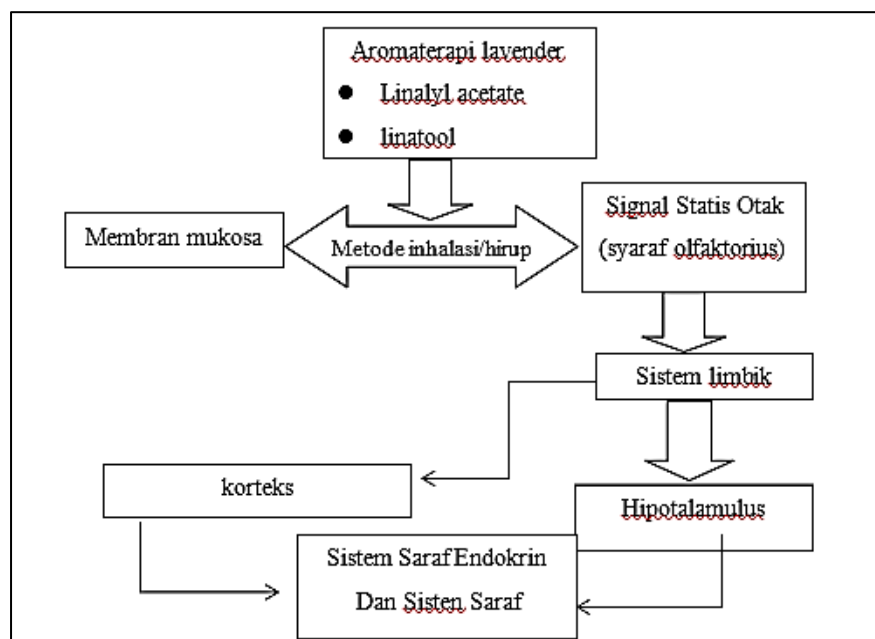 Aromaterapi lavender
● Linalyl acetate
● linatool
Membran mukosa
Metode inhalasi/hirup
Signal Statis Otak
(syaraf olfaktorius)
Sistem limbik
korteks
Hipotalamulus
Sistem Saraf Endokrin
Dan Sisten Saraf